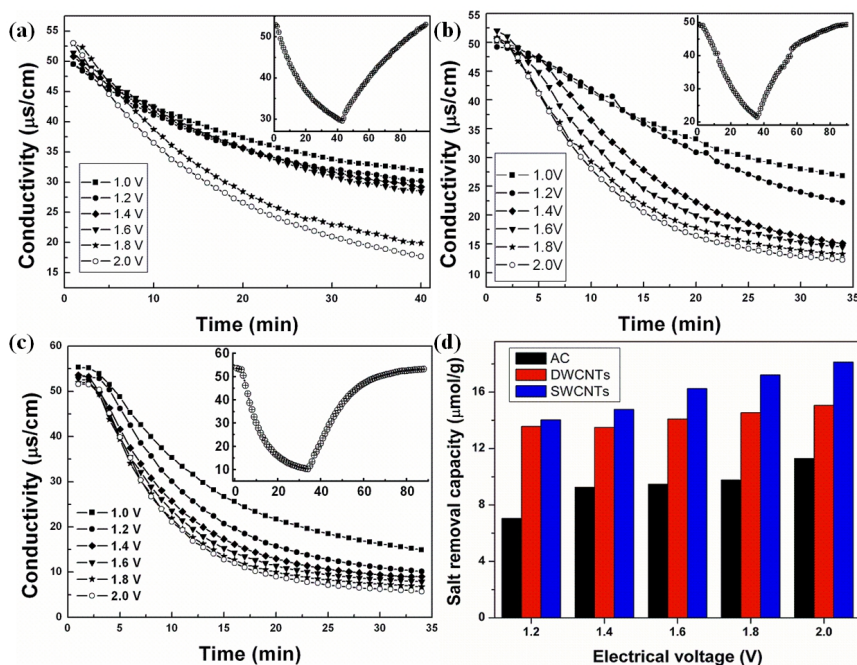 (a)
Conductivity (μs/cm)
55
50
45
40
35
30
25
20
15
0
10
20
30
40
Time (min)
1.0 V
1.2 V
1.4 V
1.6 V
1.8 V
2.0 V
50
40
30
0
20
40
60
80
(b)
Conductivity (μs/cm)
55
50
45
40
35
30
25
20
15
10
0
5
10
15
20
25
30
35
Time (min)
1.0V
1.2V
1.4V
1.6V
1.8V
2.0V
50
40
30
20
0
20
40
60
80
(c)
Conductivity (μs/cm)
60
50
40
30
20
10
0
0
5
10
15
20
25
30
35
Time (min)
1.0 V
1.2 V
1.4 V
1.6 V
1.8 V
2.0 V
60
50
40
30
20
10
0
20
40
60
80
(d)
Salt removal capacity (μmol/g)
16
12
8
4
0
1.2
1.4
1.6
1.8
2.0
Electrical voltage (V)
AC
DWCNTs
SWCNTs